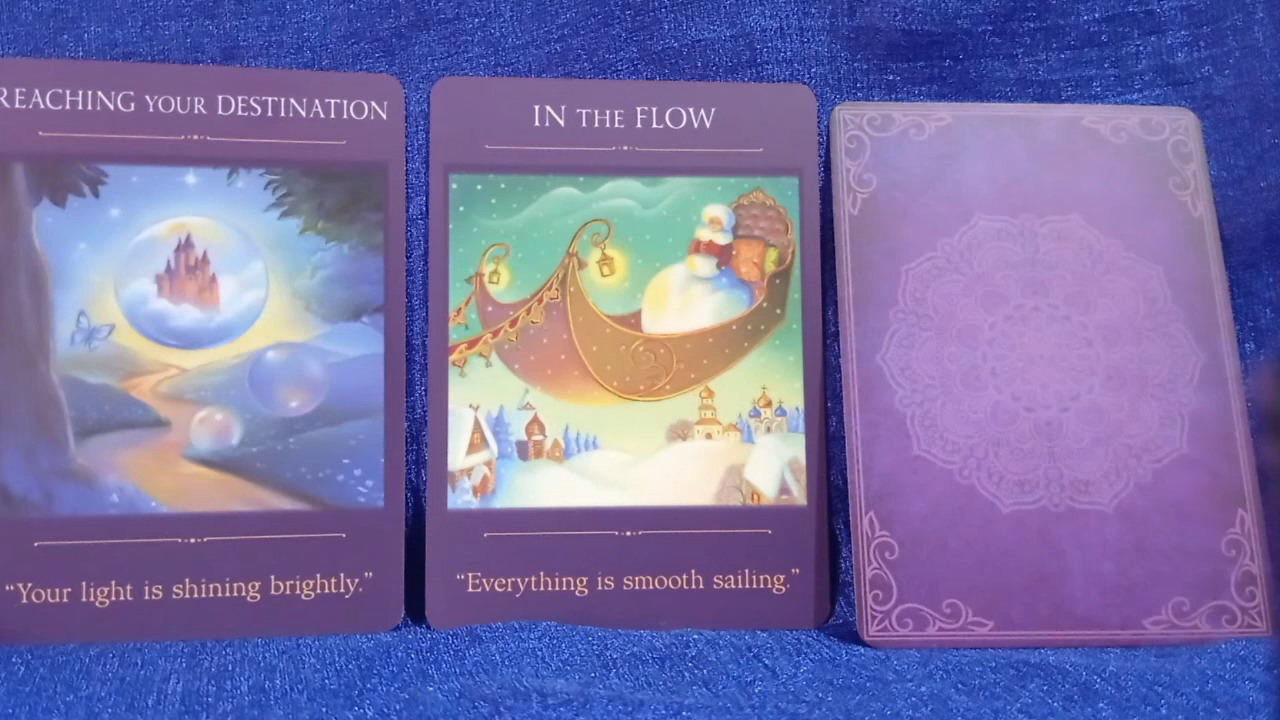 REACHING YOUR DESTINATION
"Your light is shining brightly."
IN THE FLOW
"Everything is smooth sailing."